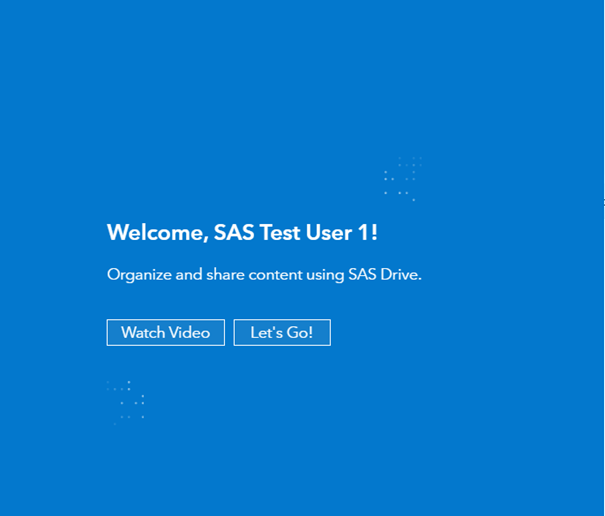 Welcome, SAS Test User 1!
Organize and share content using SAS Drive.
Watch Video
Let's Go!